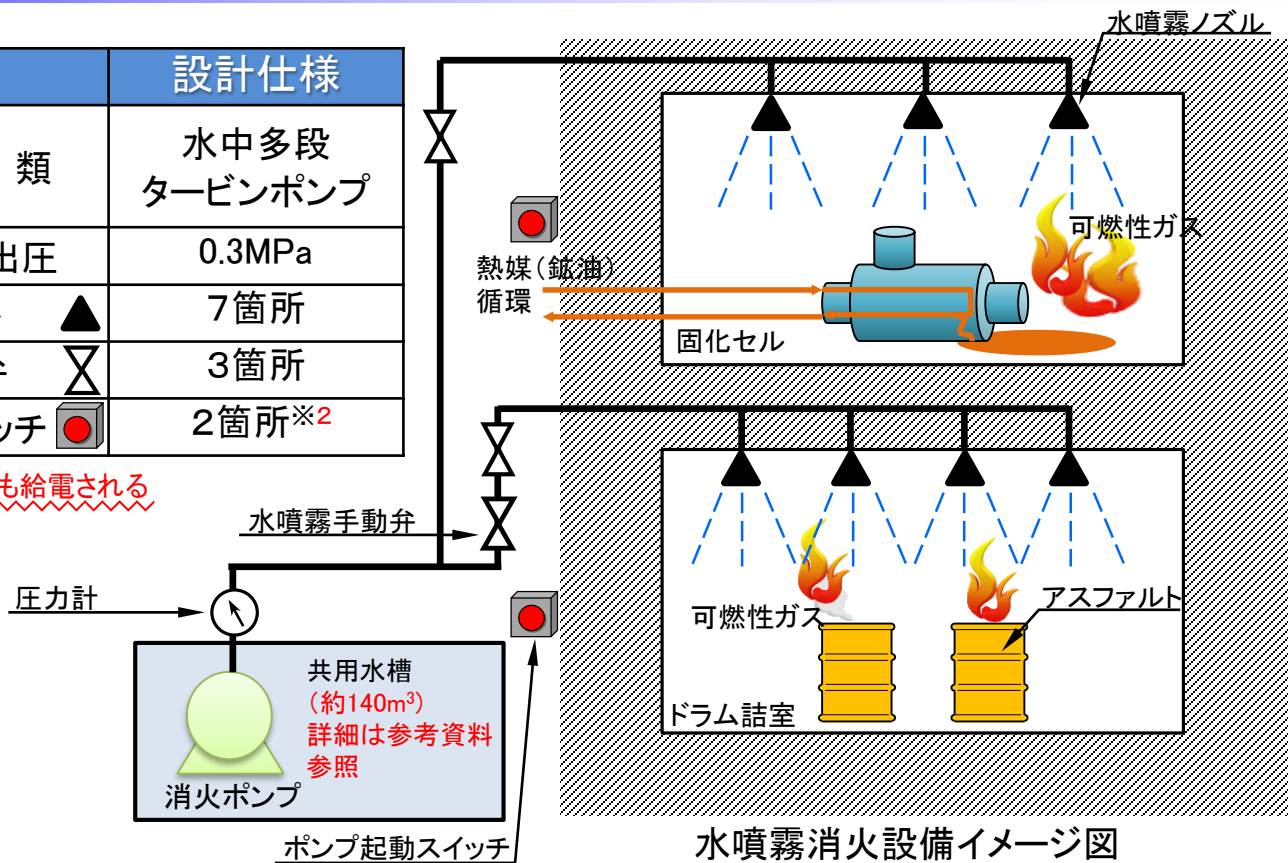 設計仕様
類
水中多段
タービンポンプ
出圧
0.3MPa
7箇所
3箇所
ッチ
2箇所※2
も給電される
水噴霧ノズル
可燃性ガス
熱媒（鉱油）
循環
固化セル
水噴霧手動弁
圧力計
共用水槽
（約140m³）
詳細は参考資料
参照
消火ポンプ
ポンプ起動スイッチ
可燃性ガス
アスファルト
ドラム詰室
水噴霧消火設備イメージ図